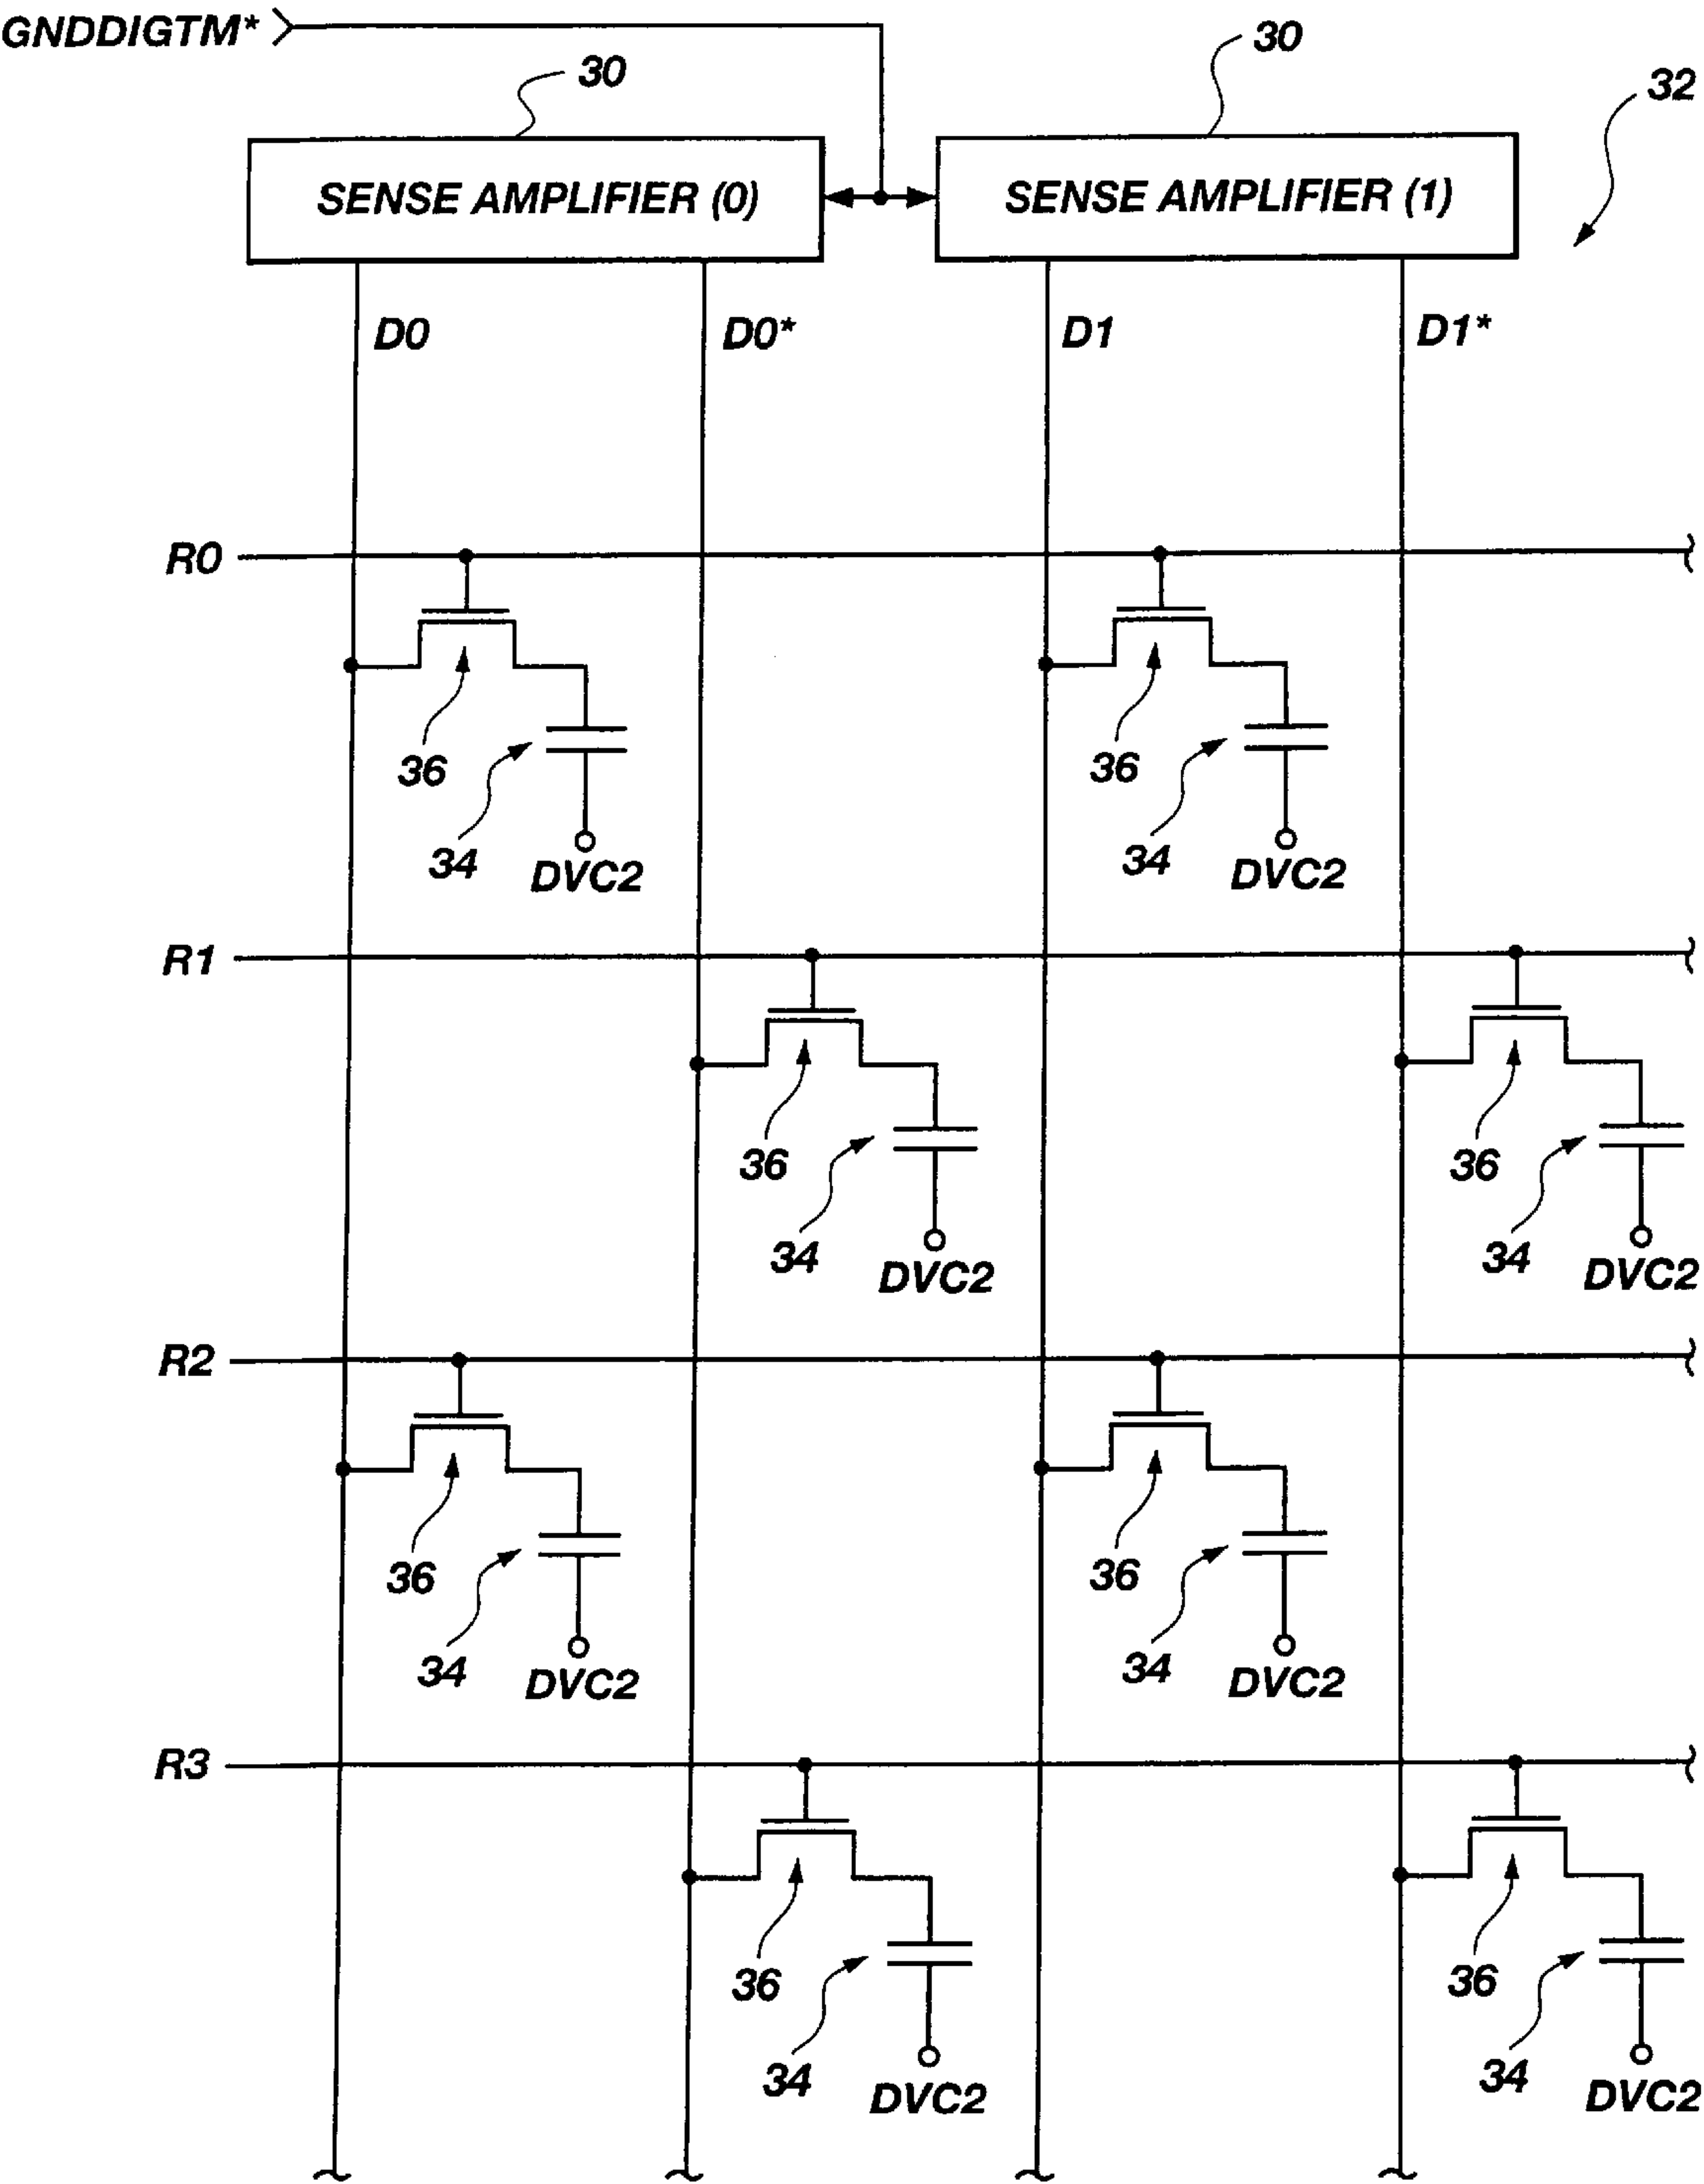 GNDDIGTM*
30
30
32
SENSE AMPLIFIER (0)
SENSE AMPLIFIER (1)
D0
D0*
D1
D1*
R0
36
34
DVC2
36
34
DVC2
R1
36
34
DVC2
36
34
DVC2
R2
36
34
DVC2
36
34
DVC2
R3
36
34
DVC2
36
34
DVC2